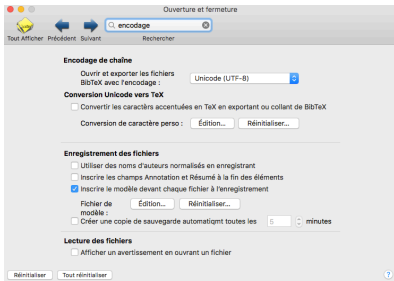 Ouverture et fermeture
encodage
Tout Afficher Précédent Suivant Rechercher
Encodage de chaîne
Ouvrir et exporter les fichiers
BibTeX avec l'encodage : Unicode (UTF-8)
Conversion Unicode vers TeX
Convertir les caractères accentuées en TeX en exportant ou collant de BibTeX
Conversion de caractère perso : Édition... Réinitialiser...
Enregistrement des fichiers
Utiliser des noms d'auteurs normalisés en enregistrant
Inscrire les champs Annotation et Résumé à la fin des éléments
Inscrire le modèle devant chaque fichier à l'enregistrement
Fichier de
modèle : Édition... Réinitialiser...
Créer une copie de sauvegarde automatiqmt toutes les 5 minutes
Lecture des fichiers
Afficher un avertissement en ouvrant un fichier
Réinitialiser Tout réinitialiser ?